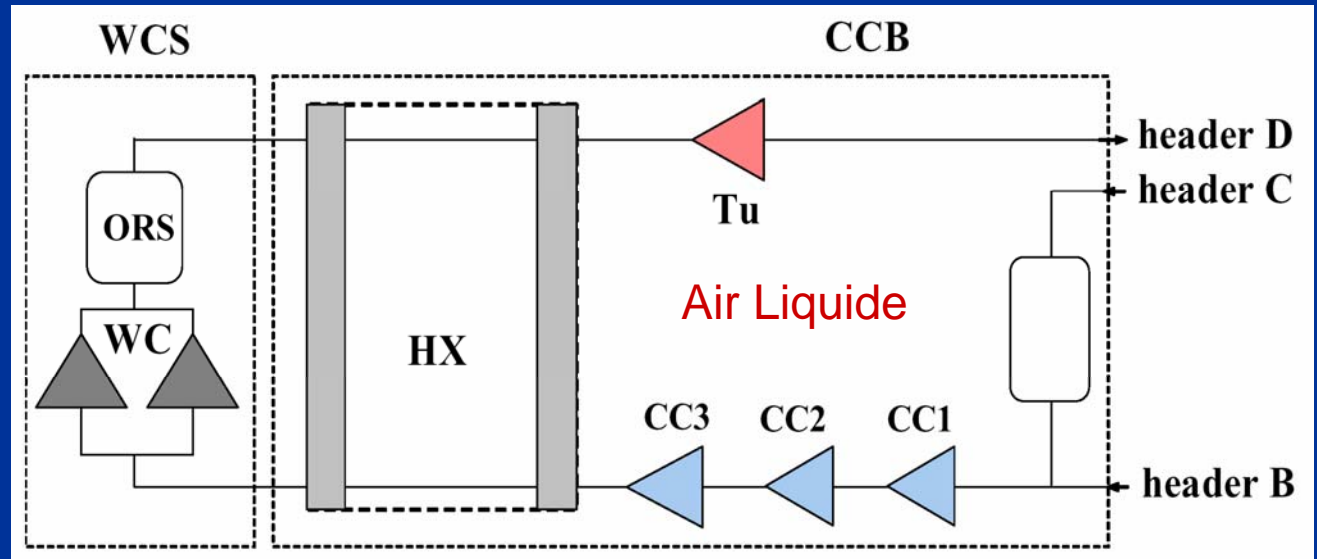 WCS
CCB
header D
header C
ORS
Tu
Air Liquide
WC
HX
CC3
CC2
CC1
header B